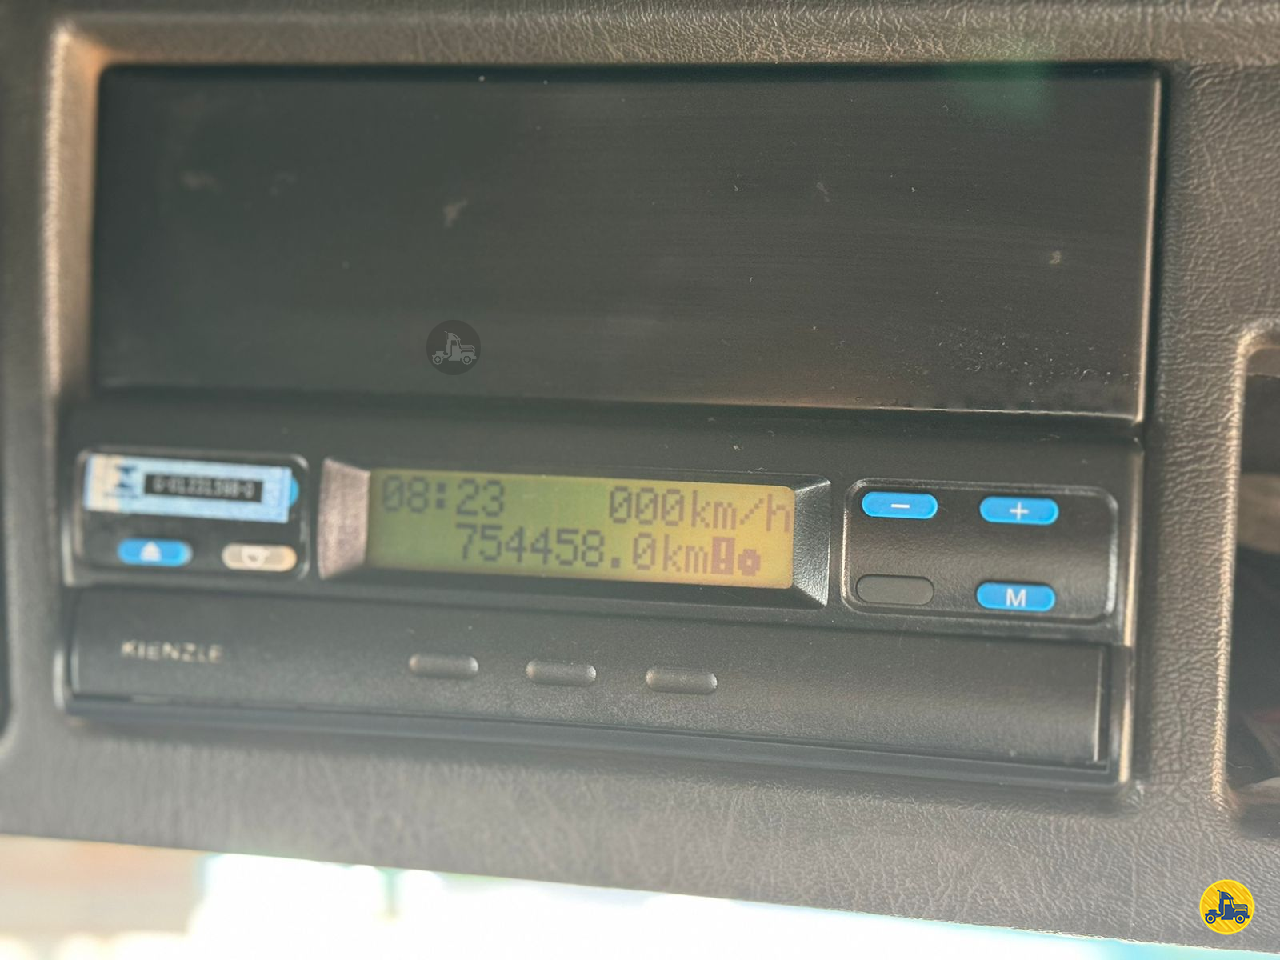 08:23 000km/h
754458.0km
− +
M
KIENZLE